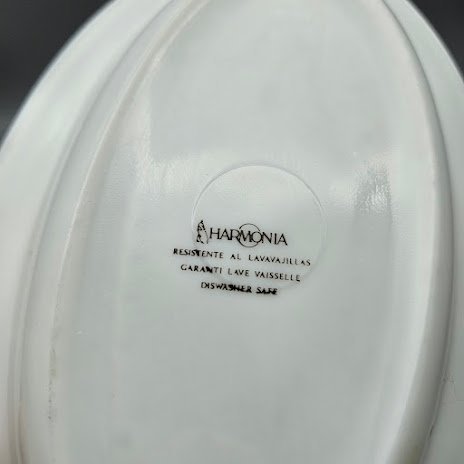 HARMONIA
RESISTENTE AL LAVAVAJILLAS
GARANTI LAVE VAISSELLE
DISWASHER SAFE